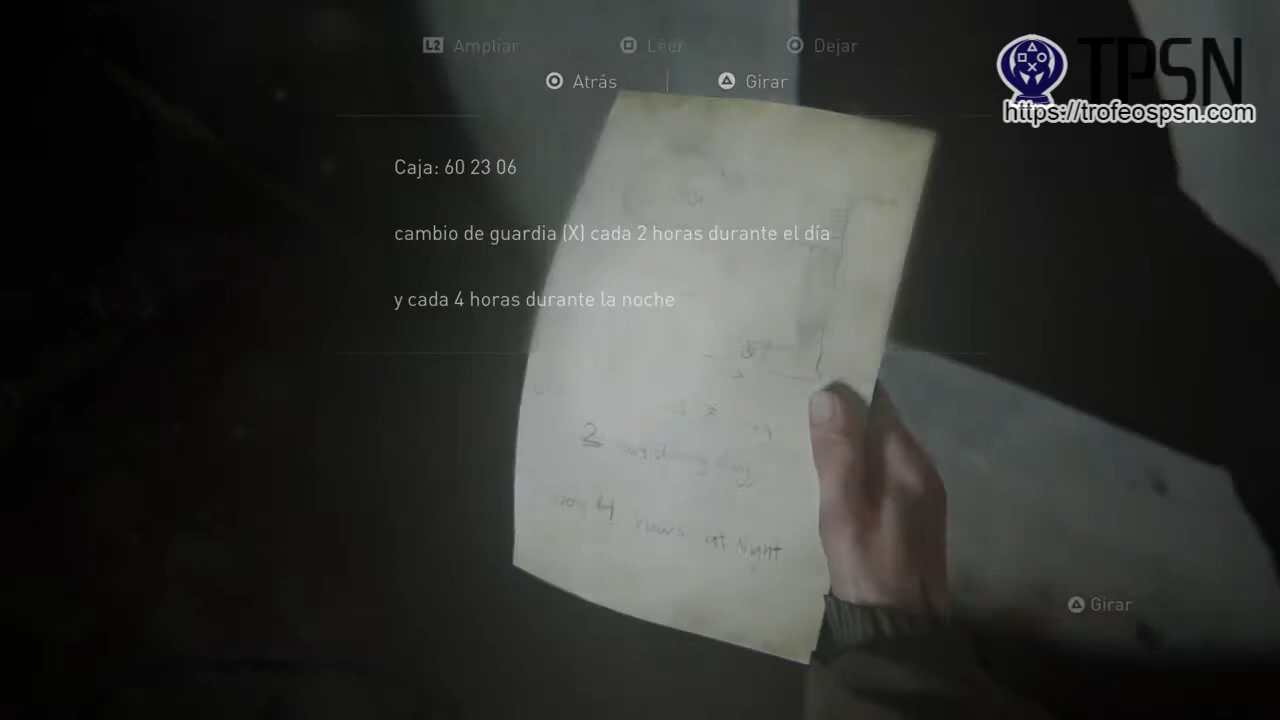 L2 Ampliar
Leer
Dejar
Atrás
Girar
TPSN
https://trofeospsn.com
Caja: 60 23 06
cambio de guardia (X) cada 2 horas durante el día
y cada 4 horas durante la noche
2
hours at Night
Girar